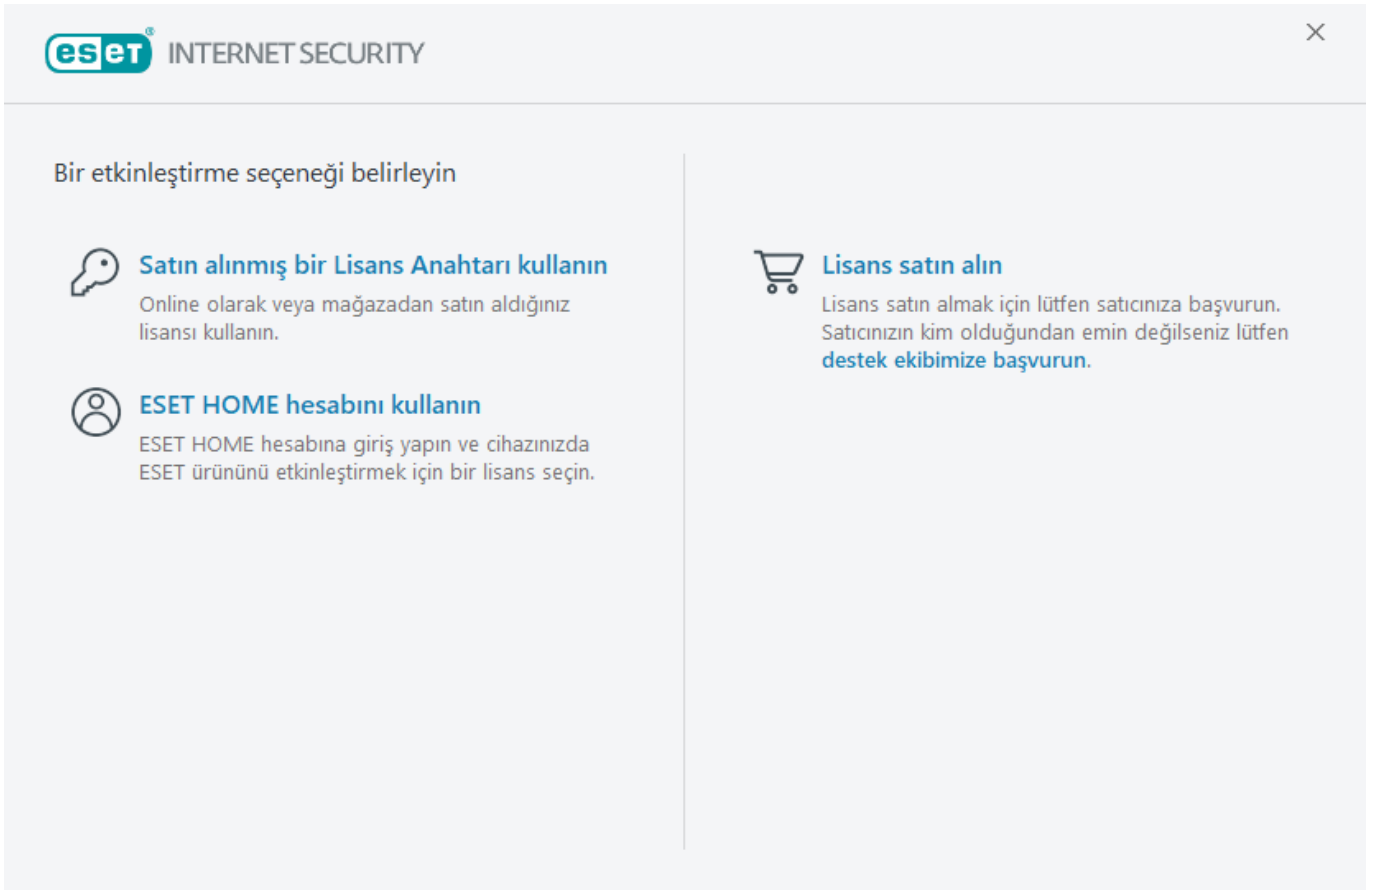 eset® INTERNET SECURITY
Bir etkinleştirme seçeneği belirleyin
Satın alınmış bir Lisans Anahtarı kullanın
Online olarak veya mağazadan satın aldığınız
lisansı kullanın.
ESET HOME hesabını kullanın
ESET HOME hesabına giriş yapın ve cihazınızda
ESET ürününü etkinleştirmek için bir lisans seçin.
Lisans satın alın
Lisans satın almak için lütfen satıcınıza başvurun.
Satıcınızın kim olduğundan emin değilseniz lütfen
destek ekibimize başvurun.